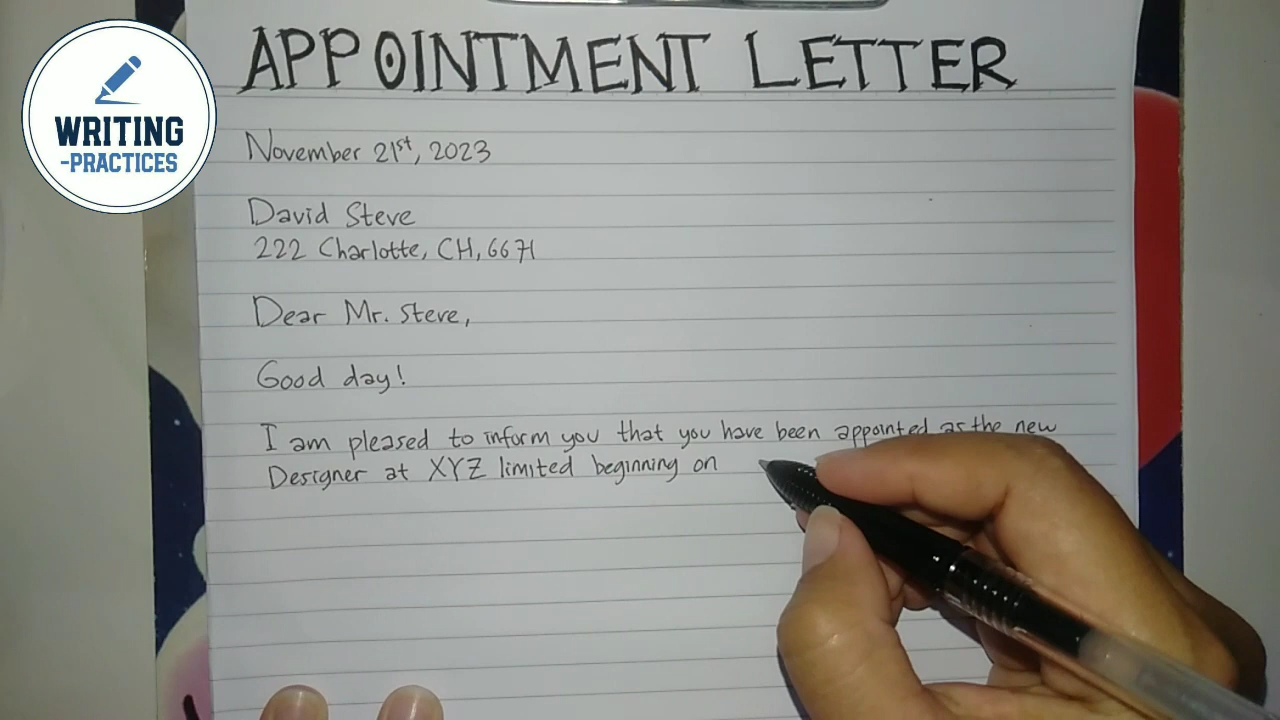 WRITING
-PRACTICES
APPOINTMENT LETTER
November 21st, 2023
David Steve
222 Charlotte, CH, 6671
Dear Mr. Steve,
Good day!
I am pleased to inform you that you have been appointed as the new
Designer at XYZ limited beginning on